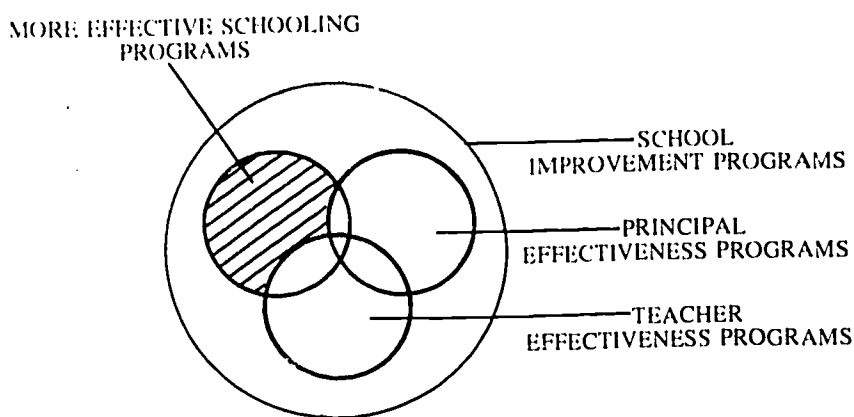 MORE EFFECTIVE SCHOOLING
PROGRAMS
SCHOOL
IMPROVEMENT PROGRAMS
PRINCIPAL
EFFECTIVENESS PROGRAMS
TEACHER
EFFECTIVENESS PROGRAMS